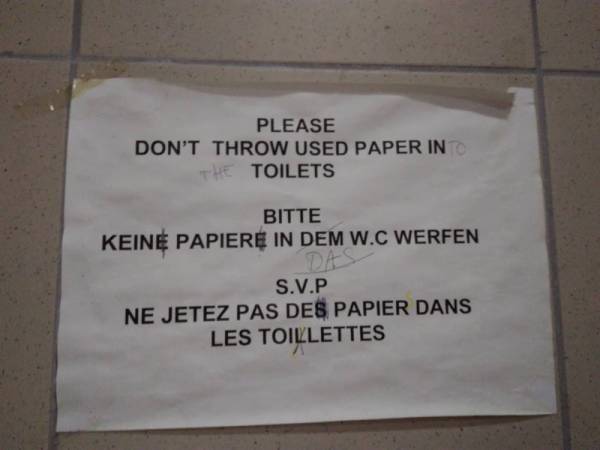 PLEASE
DON'T THROW USED PAPER INTO
THE TOILETS
BITTE
KEINE PAPIERE IN DEM W.C WERFEN
DAS
S.V.P
NE JETEZ PAS DES PAPIERS DANS
LES TOILLETTES